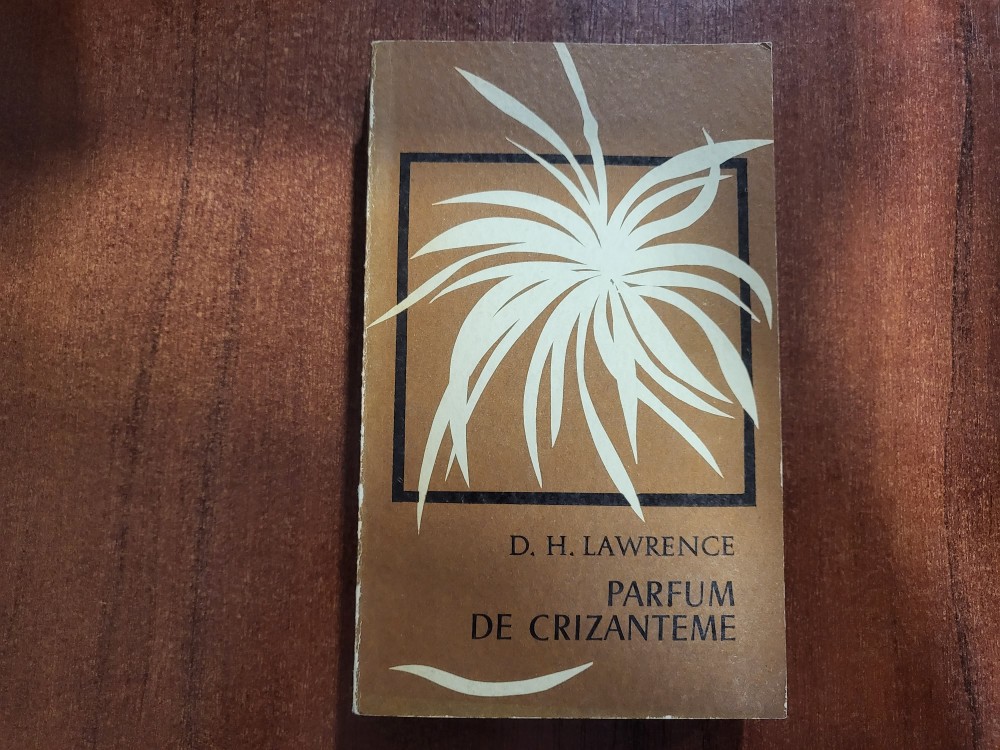 D. H. LAWRENCE
PARFUM
DE CRIZANTEME